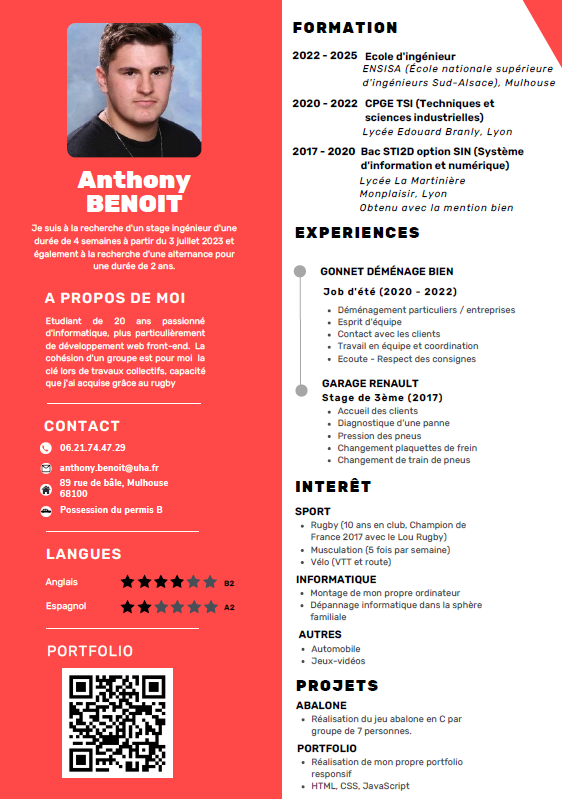 Anthony
BENOIT
Je suis à la recherche d'un stage ingénieur d'une
durée de 4 semaines à partir du 3 juillet 2023 et
également à la recherche d'une alternance pour
une durée de 2 ans.
A PROPOS DE MOI
Etudiant de 20 ans passionné
d'informatique, plus particulièrement
de développement web front-end. La
cohésion d'un groupe est pour moi la
clé lors de travaux collectifs, capacité
que j'ai acquise grâce au rugby
CONTACT
06.21.74.47.29
anthony.benoit@uha.fr
89 rue de bâle, Mulhouse
68100
Possession du permis B
LANGUES
Anglais B2
Espagnol A2
PORTFOLIO
FORMATION
2022 - 2025 Ecole d'ingénieur
ENSISA (École nationale supérieure
d'ingénieurs Sud-Alsace), Mulhouse
2020 - 2022 CPGE TSI (Techniques et
sciences industrielles)
Lycée Edouard Branly, Lyon
2017 - 2020 Bac STI2D option SIN (Système
d'information et numérique)
Lycée La Martinière
Monplaisir, Lyon
Obtenu avec la mention bien
EXPERIENCES
GONNET DÉMÉNAGE BIEN
Job d'été (2020 - 2022)
• Déménagement particuliers / entreprises
• Esprit d'équipe
• Contact avec les clients
• Travail en équipe et coordination
• Ecoute - Respect des consignes
GARAGE RENAULT
Stage de 3ème (2017)
• Accueil des clients
• Diagnostique d'une panne
• Pression des pneus
• Changement plaquettes de frein
• Changement de train de pneus
INTERÊT
SPORT
• Rugby (10 ans en club, Champion de
France 2017 avec le Lou Rugby)
• Musculation (5 fois par semaine)
• Vélo (VTT et route)
INFORMATIQUE
• Montage de mon propre ordinateur
• Dépannage informatique dans la sphère
familiale
AUTRES
• Automobile
• Jeux-vidéos
PROJETS
ABALONE
• Réalisation du jeu abalone en C par
groupe de 7 personnes.
PORTFOLIO
• Réalisation de mon propre portfolio
responsif
• HTML, CSS, JavaScript